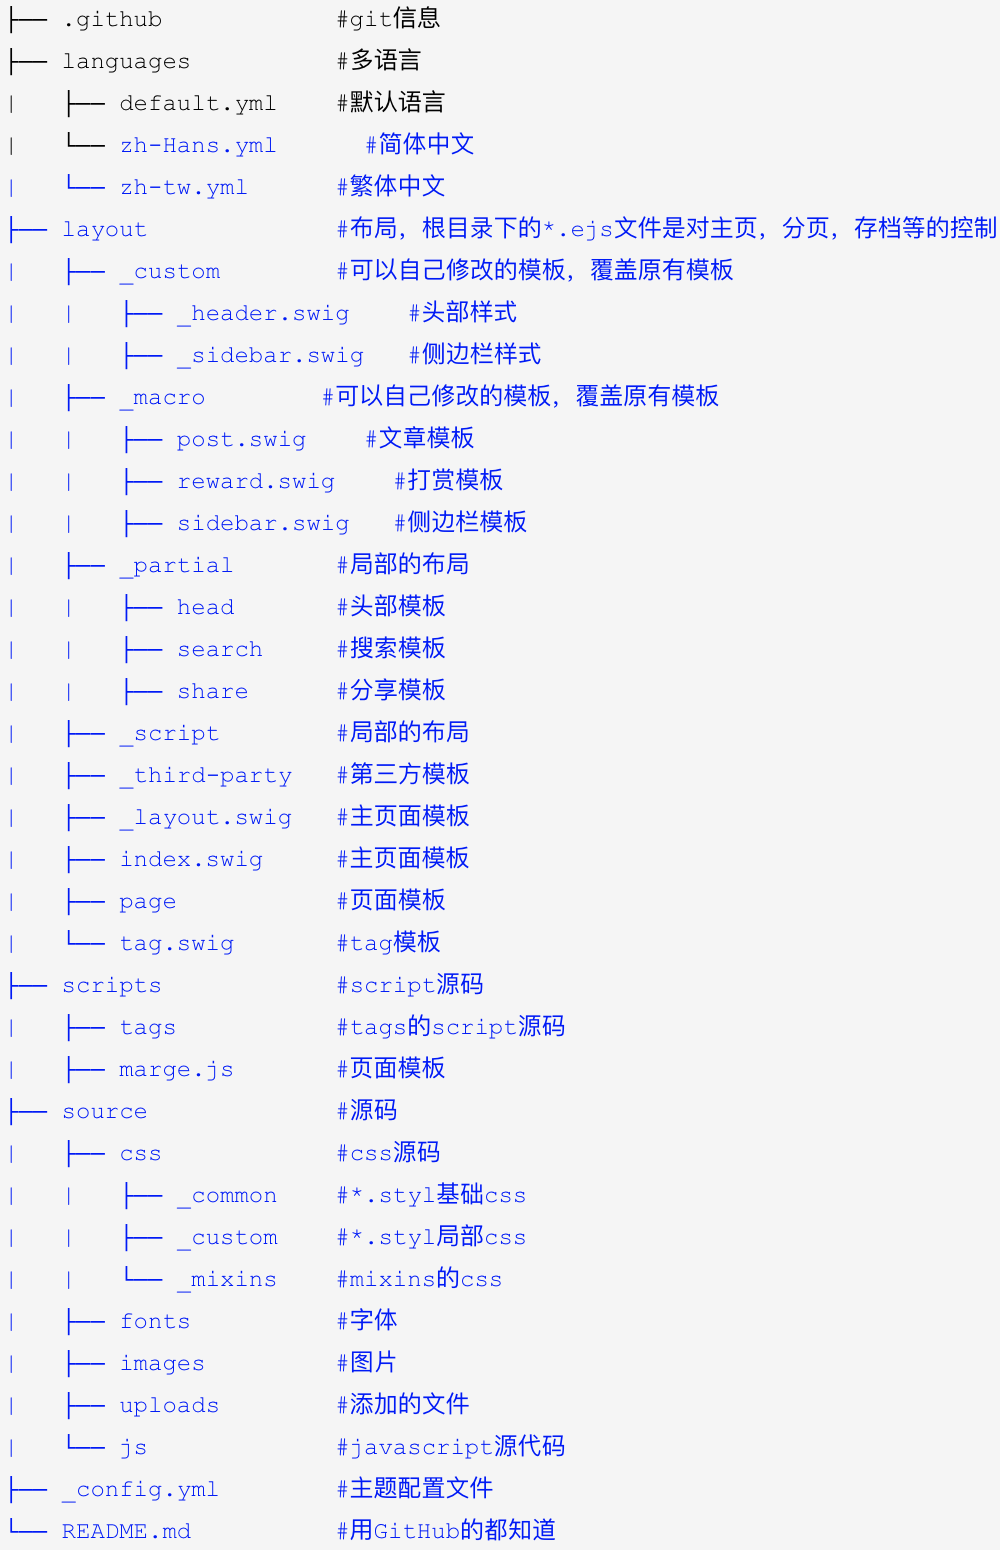 ├── .github            #git信息
├── languages          #多语言
|   ├── default.yml    #默认语言
|   └── zh-Hans.yml      #简体中文
|   └── zh-tw.yml      #繁体中文
├── layout             #布局，根目录下的*.ejs文件是对主页，分页，存档等的控制
|   ├── _custom        #可以自己修改的模板，覆盖原有模板
|   |   ├── _header.swig    #头部样式
|   |   ├── _sidebar.swig   #侧边栏样式
|   ├── _macro        #可以自己修改的模板，覆盖原有模板
|   |   ├── post.swig    #文章模板
|   |   ├── reward.swig    #打赏模板
|   |   ├── sidebar.swig   #侧边栏模板
|   ├── _partial       #局部的布局
|   |   ├── head       #头部模板
|   |   ├── search     #搜索模板
|   |   ├── share      #分享模板
|   ├── _script        #局部的布局
|   ├── _third-party   #第三方模板
|   ├── _layout.swig   #主页面模板
|   ├── index.swig     #主页面模板
|   ├── page           #页面模板
|   └── tag.swig       #tag模板
├── scripts            #script源码
|   ├── tags           #tags的script源码
|   ├── marge.js       #页面模板
├── source             #源码
|   ├── css            #css源码
|   |   ├── _common    #*.styl基础css
|   |   ├── _custom    #*.styl局部css
|   |   └── _mixins    #mixins的css
|   ├── fonts          #字体
|   ├── images         #图片
|   ├── uploads        #添加的文件
|   └── js             #javascript源代码
├── _config.yml        #主题配置文件
└── README.md          #用GitHub的都知道